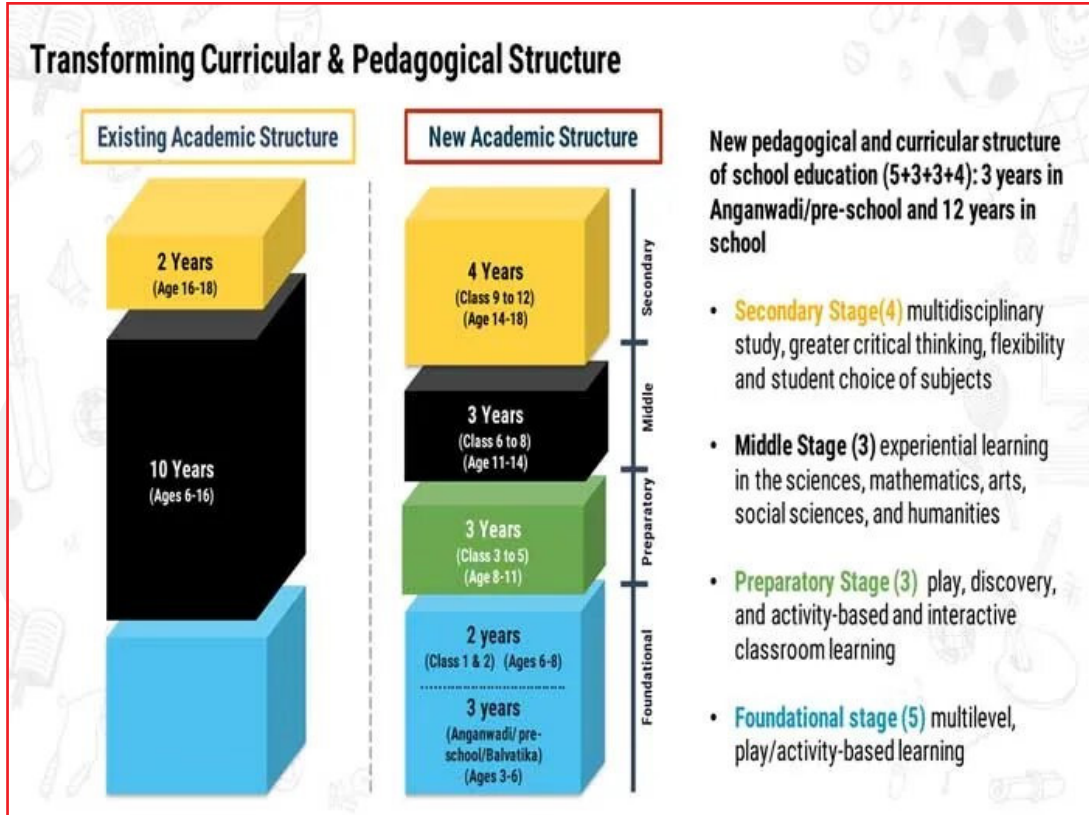 Transforming Curricular & Pedagogical Structure
Existing Academic Structure
2 Years
(Age 16-18)
10 Years
(Ages 6-16)
New Academic Structure
4 Years
(Class 9 to 12)
(Age 14-18)
3 Years
(Class 6 to 8)
(Age 11-14)
3 Years
(Class 3 to 5)
(Age 8-11)
2 years
(Class 1 & 2) (Ages 6-8)
3 years
(Anganwadi/ pre-
school/Balvatika)
(Ages 3-6)
Secondary
Middle
Preparatory
Foundational
New pedagogical and curricular structure
of school education (5+3+3+4): 3 years in
Anganwadi/pre-school and 12 years in
school
• Secondary Stage(4) multidisciplinary
study, greater critical thinking, flexibility
and student choice of subjects
• Middle Stage (3) experiential learning
in the sciences, mathematics, arts,
social sciences, and humanities
• Preparatory Stage (3) play, discovery,
and activity-based and interactive
classroom learning
• Foundational stage (5) multilevel,
play/activity-based learning